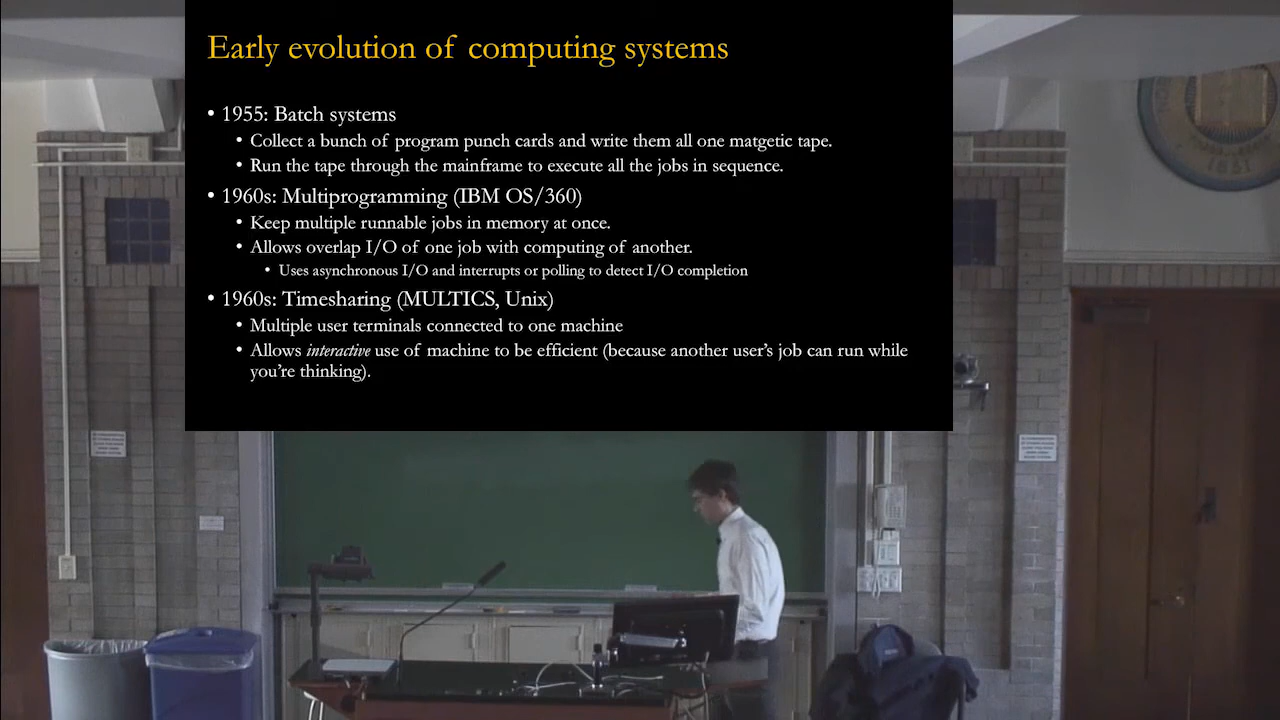 Early evolution of computing systems
• 1955: Batch systems
• Collect a bunch of program punch cards and write them all one matgetic tape.
• Run the tape through the mainframe to execute all the jobs in sequence.
• 1960s: Multiprogramming (IBM OS/360)
• Keep multiple runnable jobs in memory at once.
• Allows overlap I/O of one job with computing of another.
• Uses asynchronous I/O and interrupts or polling to detect I/O completion
• 1960s: Timesharing (MULTICS, Unix)
• Multiple user terminals connected to one machine
• Allows interactive use of machine to be efficient (because another user's job can run while
you're thinking).
1851